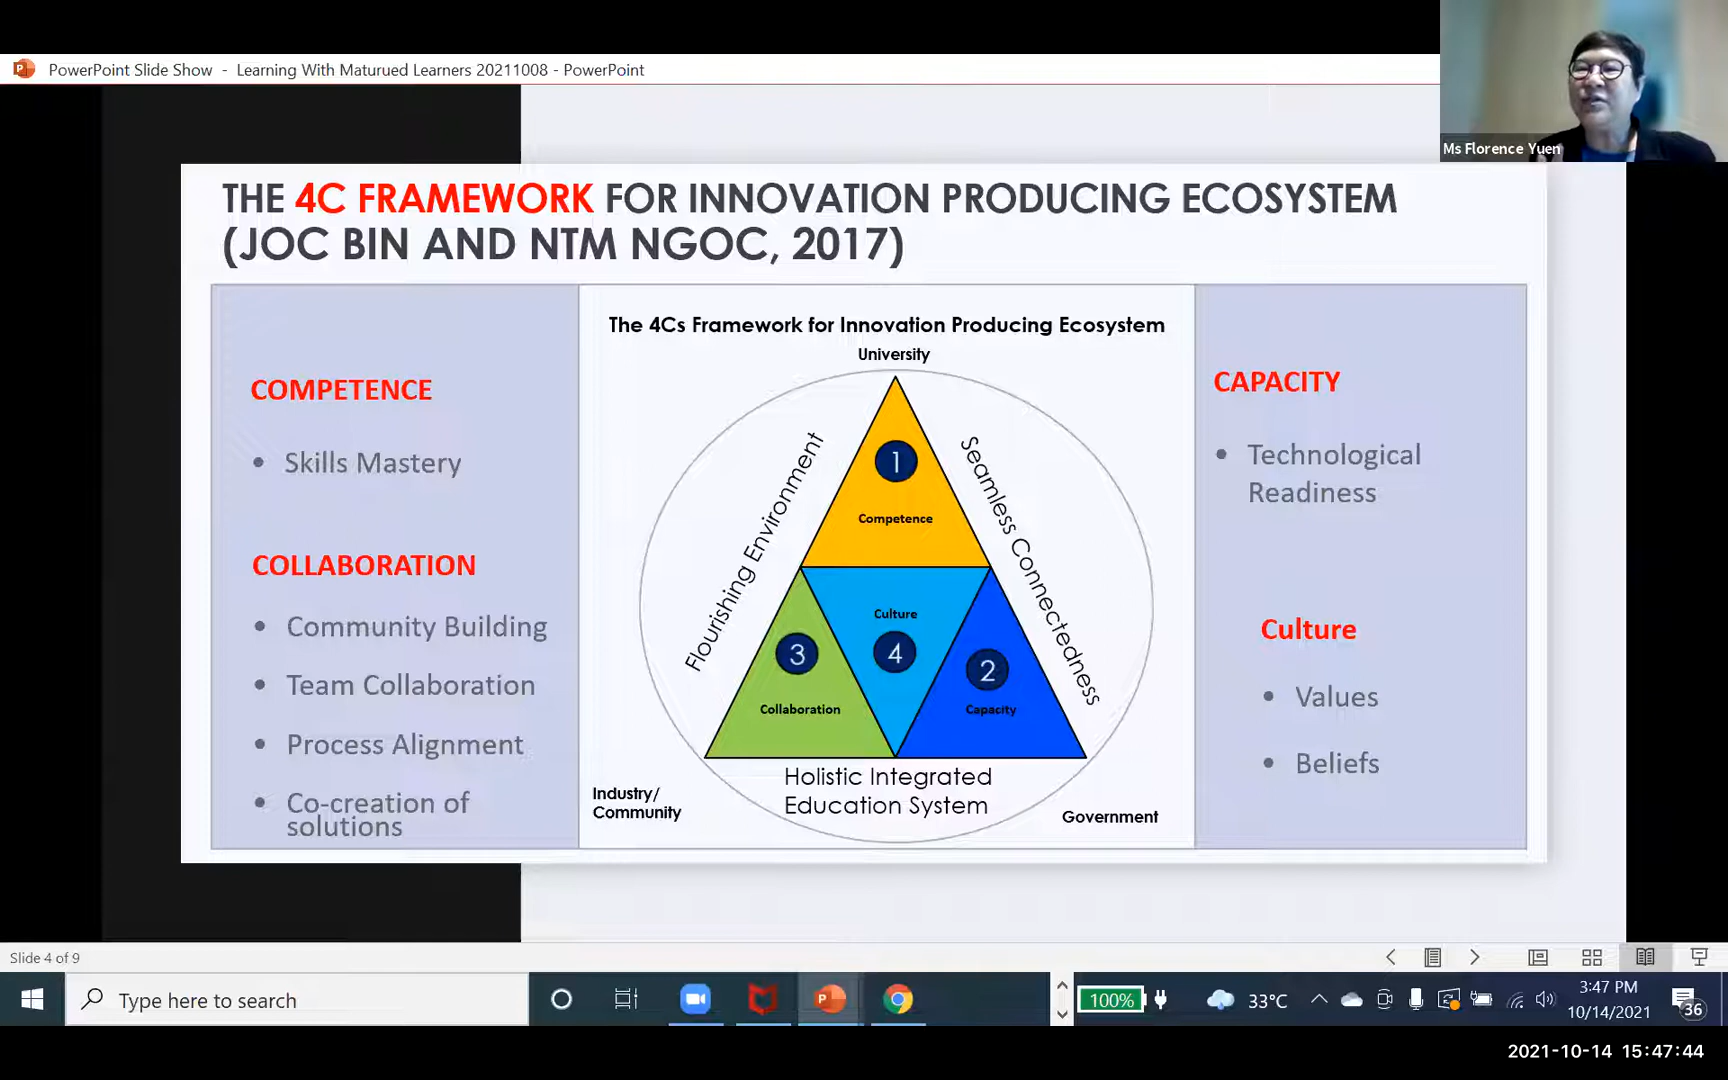 PowerPoint Slide Show - Learning With Maturued Learners 20211008 - PowerPoint
Ms Florence Yuen
THE 4C FRAMEWORK FOR INNOVATION PRODUCING ECOSYSTEM
(JOC BIN AND NTM NGOC, 2017)
COMPETENCE
• Skills Mastery
COLLABORATION
• Community Building
• Team Collaboration
• Process Alignment
• Co-creation of
solutions
The 4Cs Framework for Innovation Producing Ecosystem
University
Flourishing Environment
Seamless Connectedness
1
Competence
Culture
4
3
Collaboration
2
Capacity
Holistic Integrated
Education System
Industry/
Community
Government
CAPACITY
• Technological
Readiness
Culture
• Values
• Beliefs
Slide 4 of 9
Type here to search
100%
33°C
3:47 PM
10/14/2021
36
2021-10-14 15:47:44